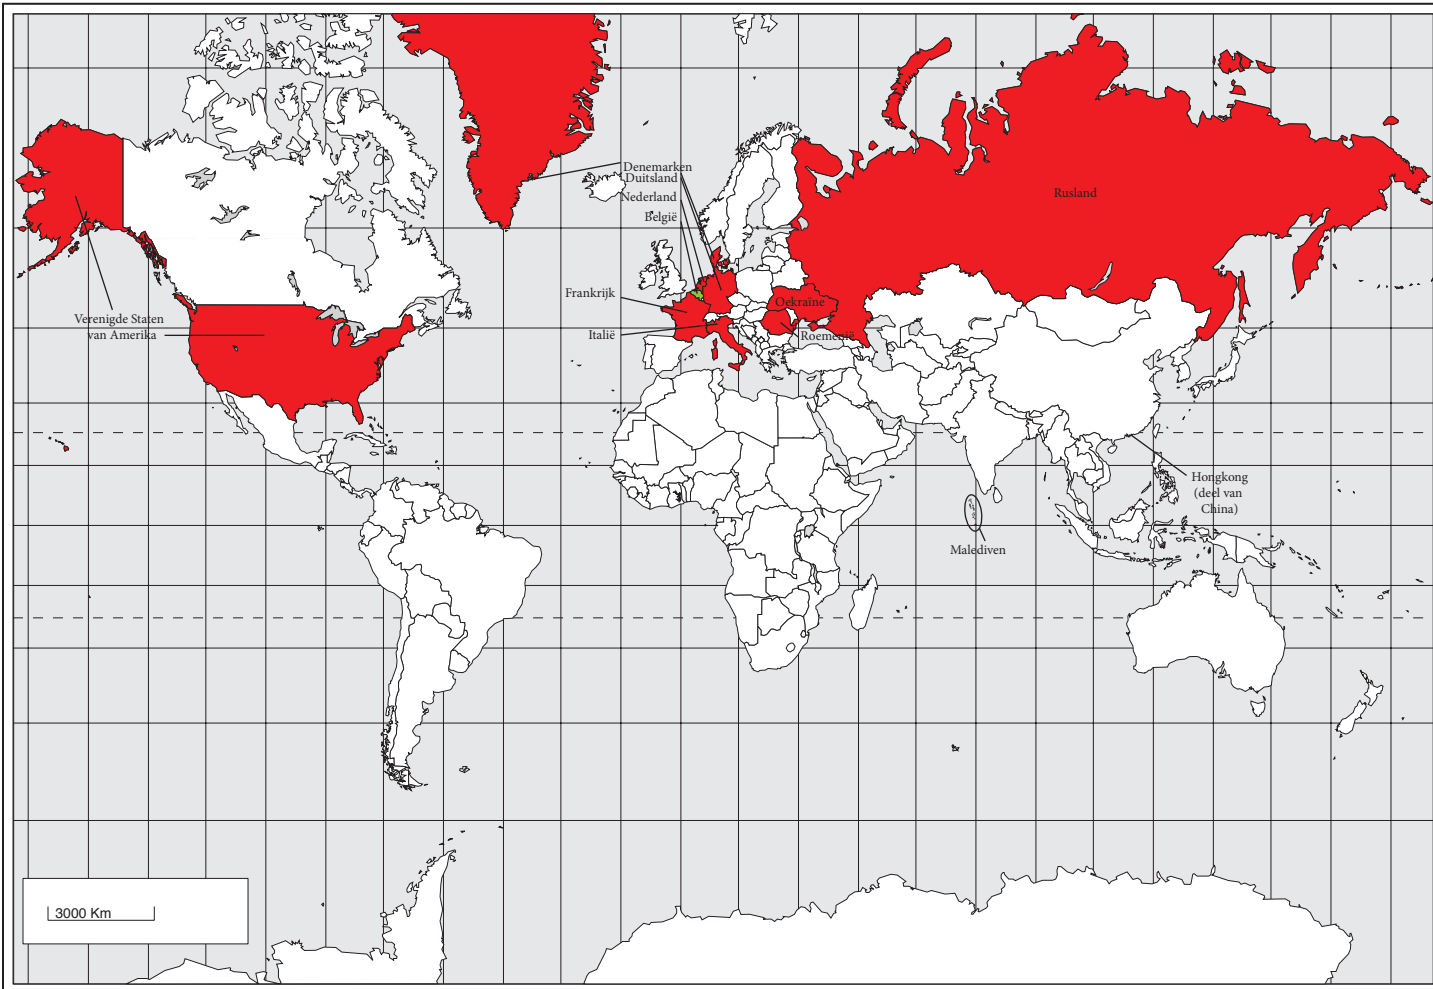 Denemarken
Duitsland
Nederland
België
Rusland
Frankrijk
Oekraïne
Verenigde Staten
van Amerika
Italië
Roemenië
Hongkong
(deel van
China)
Malediven
3000 Km